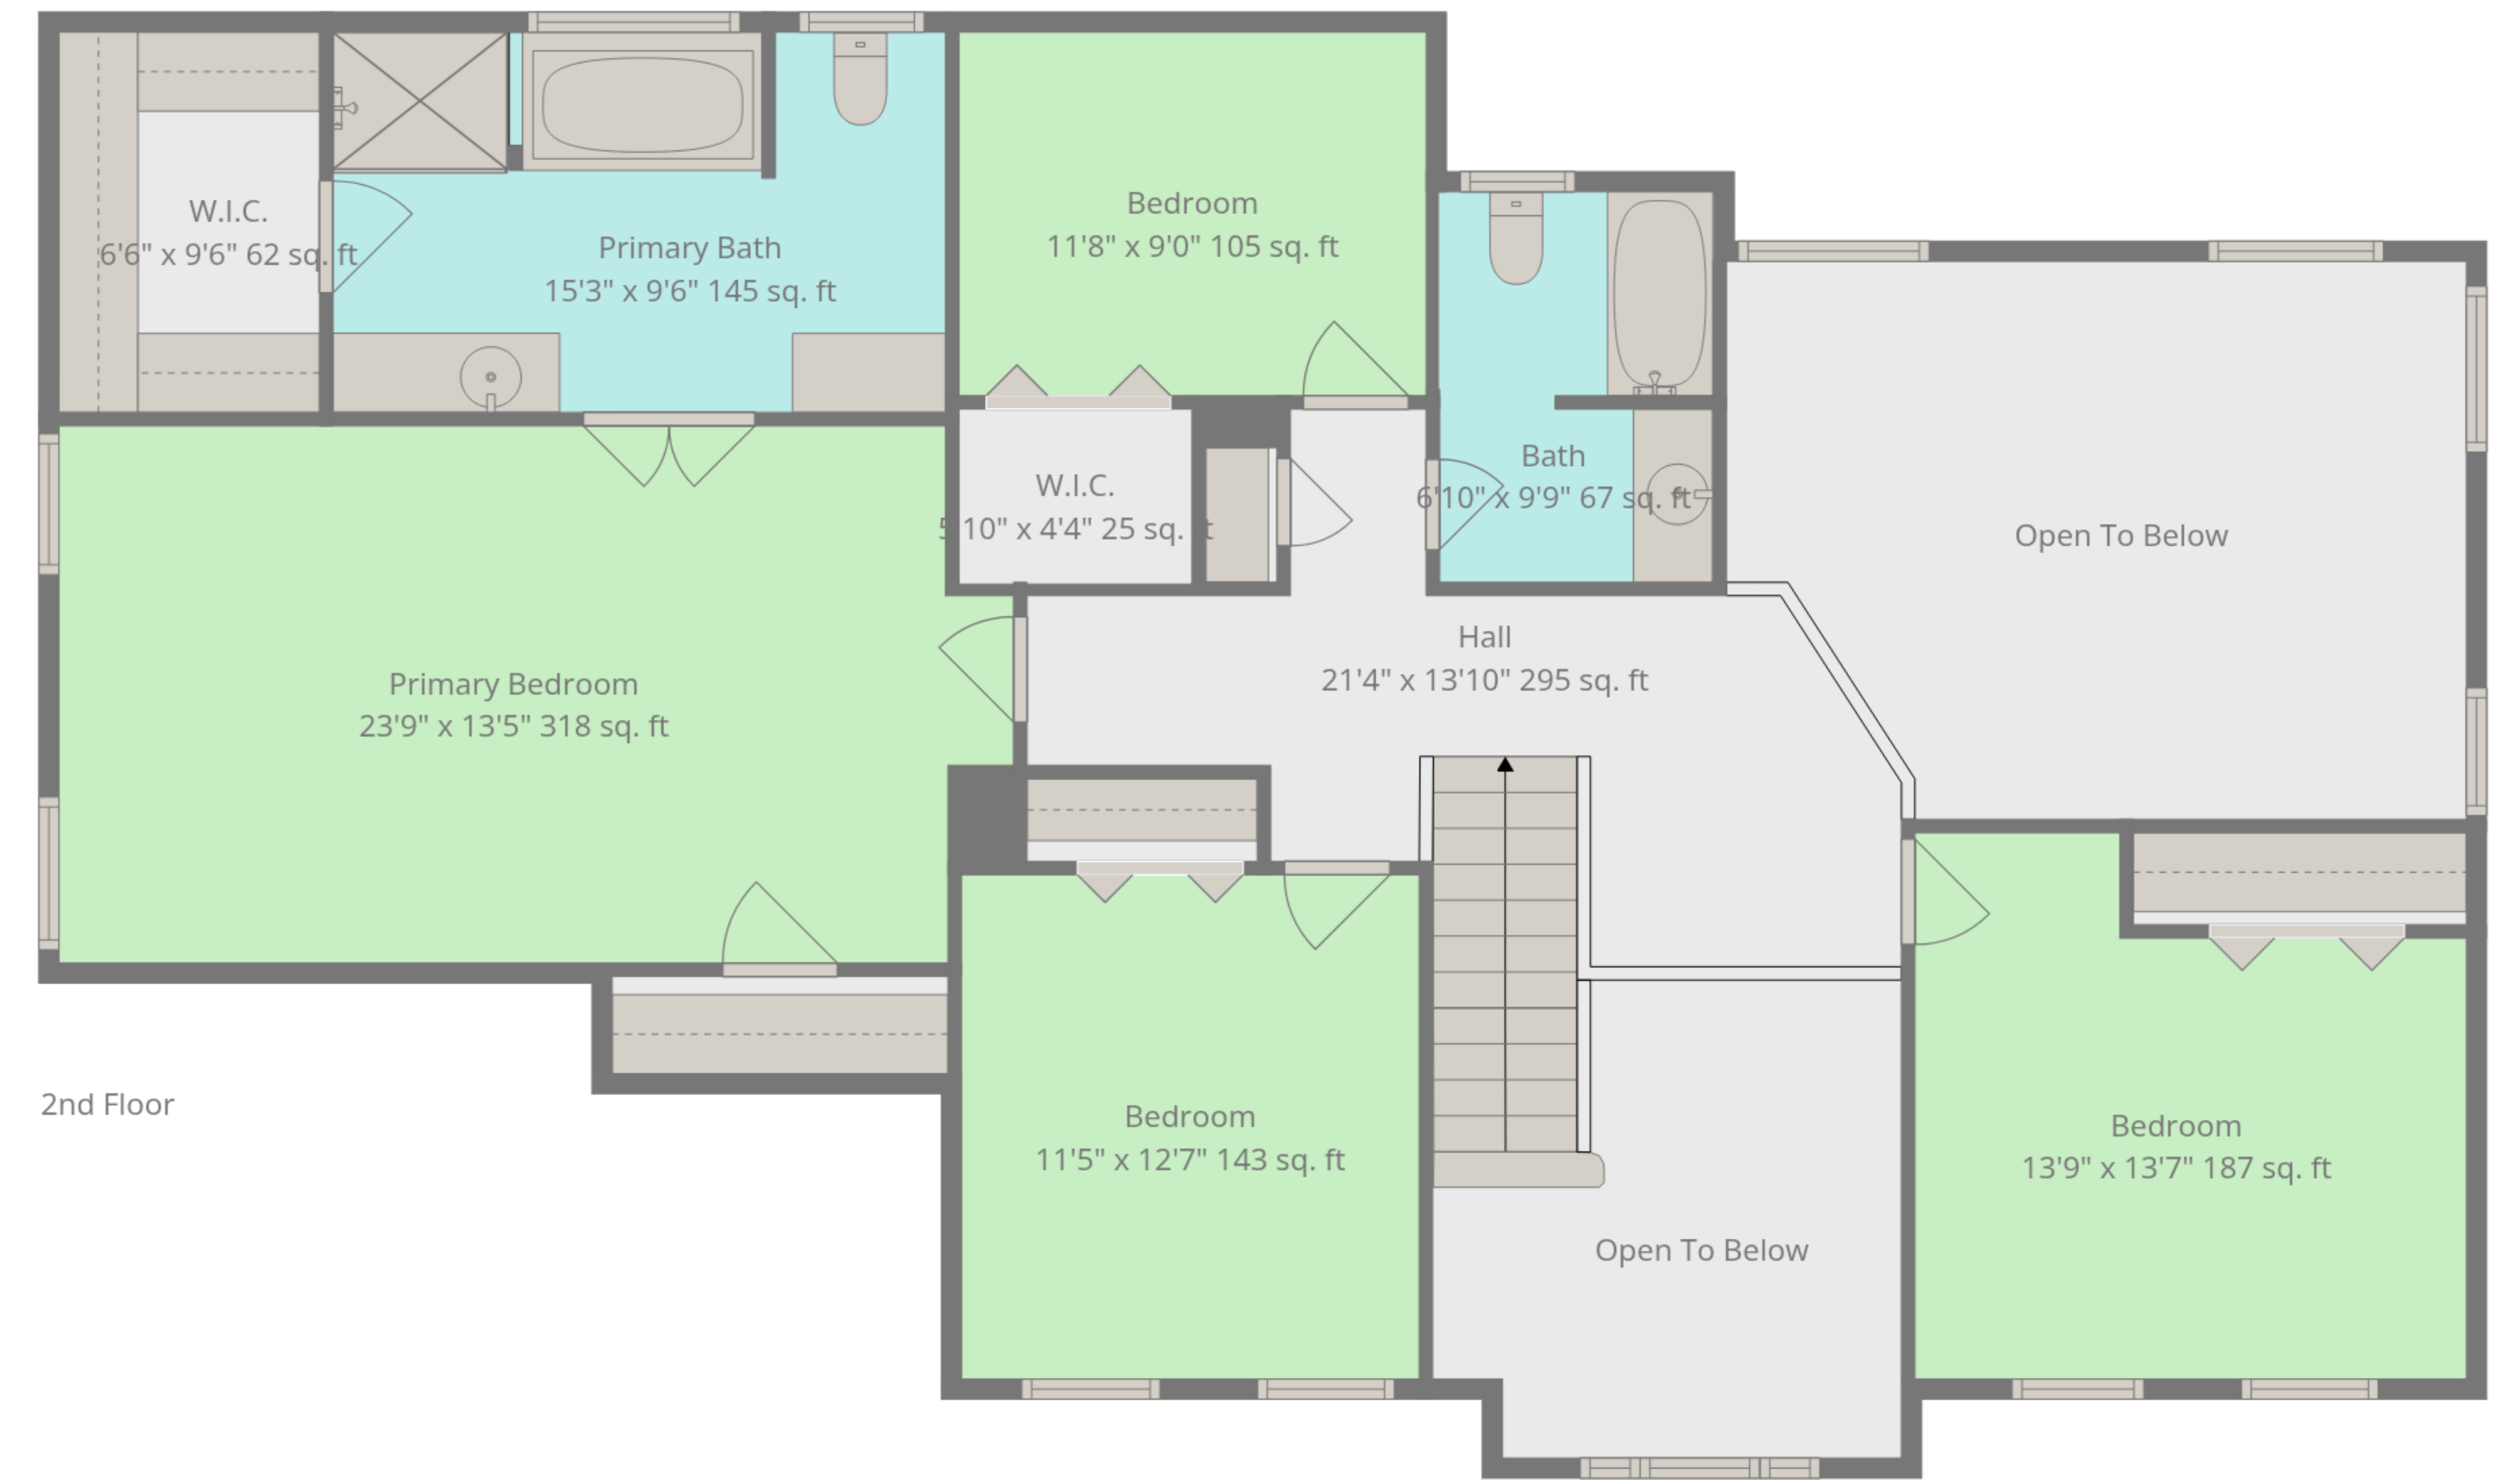 W.I.C.
6'6" x 9'6" 62 sq. ft
Primary Bath
15'3" x 9'6" 145 sq. ft
Bedroom
11'8" x 9'0" 105 sq. ft
W.I.C.
10" x 4'4" 25 sq.
Bath
6'10" x 9'9" 67 sq. ft
Open To Below
Hall
21'4" x 13'10" 295 sq. ft
Primary Bedroom
23'9" x 13'5" 318 sq. ft
2nd Floor
Bedroom
11'5" x 12'7" 143 sq. ft
Open To Below
Bedroom
13'9" x 13'7" 187 sq. ft